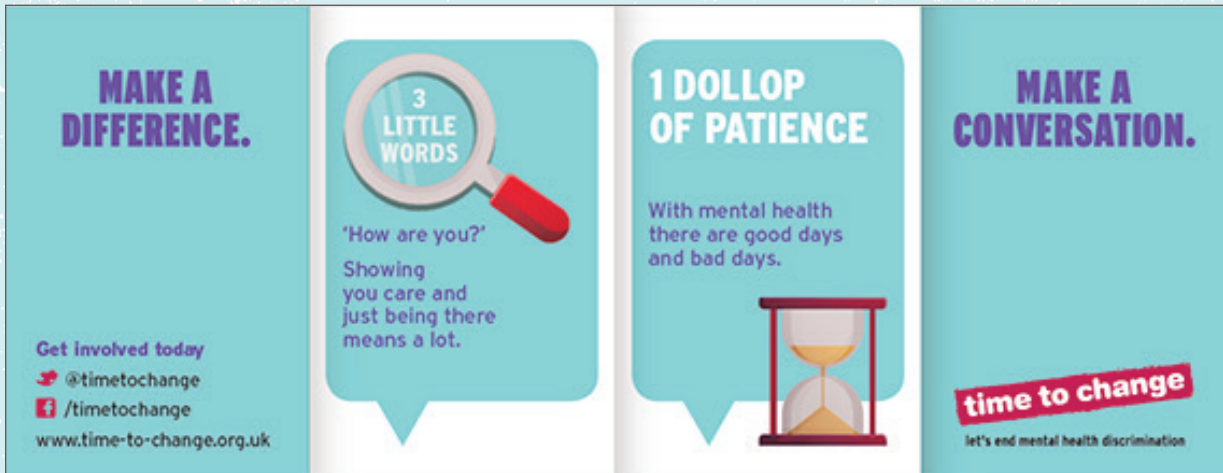 MAKE A
DIFFERENCE.
Get involved today
@timetochange
/timetochange
www.time-to-change.org.uk
3
LITTLE
WORDS
'How are you?'
Showing
you care and
just being there
means a lot.
1 DOLLOP
OF PATIENCE
With mental health
there are good days
and bad days.
MAKE A
CONVERSATION.
time to change
let's end mental health discrimination